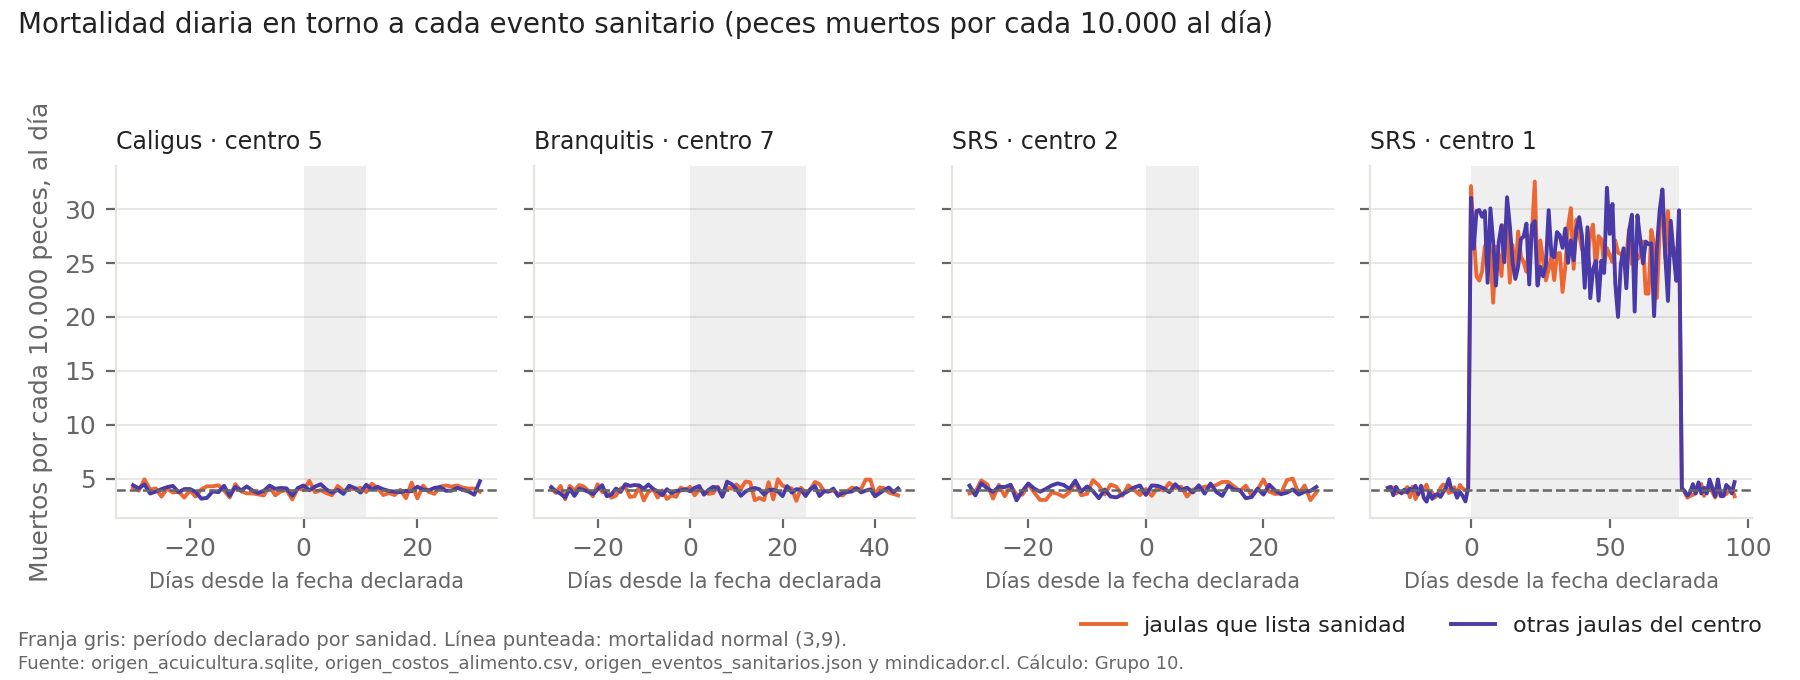 Mortalidad diaria en torno a cada evento sanitario (peces muertos por cada 10.000 al día)
Muertos por cada 10.000 peces, al día
Caligus · centro 5
Branquitis · centro 7
SRS · centro 2
SRS · centro 1
30
25
20
15
10
5
−20 0 20
−20 0 20 40
−20 0 20
0 50 100
Días desde la fecha declarada
Días desde la fecha declarada
Días desde la fecha declarada
Días desde la fecha declarada
jaulas que lista sanidad
otras jaulas del centro
Franja gris: período declarado por sanidad. Línea punteada: mortalidad normal (3,9).
Fuente: origen_acuicultura.sqlite, origen_costos_alimento.csv, origen_eventos_sanitarios.json y mindicador.cl. Cálculo: Grupo 10.